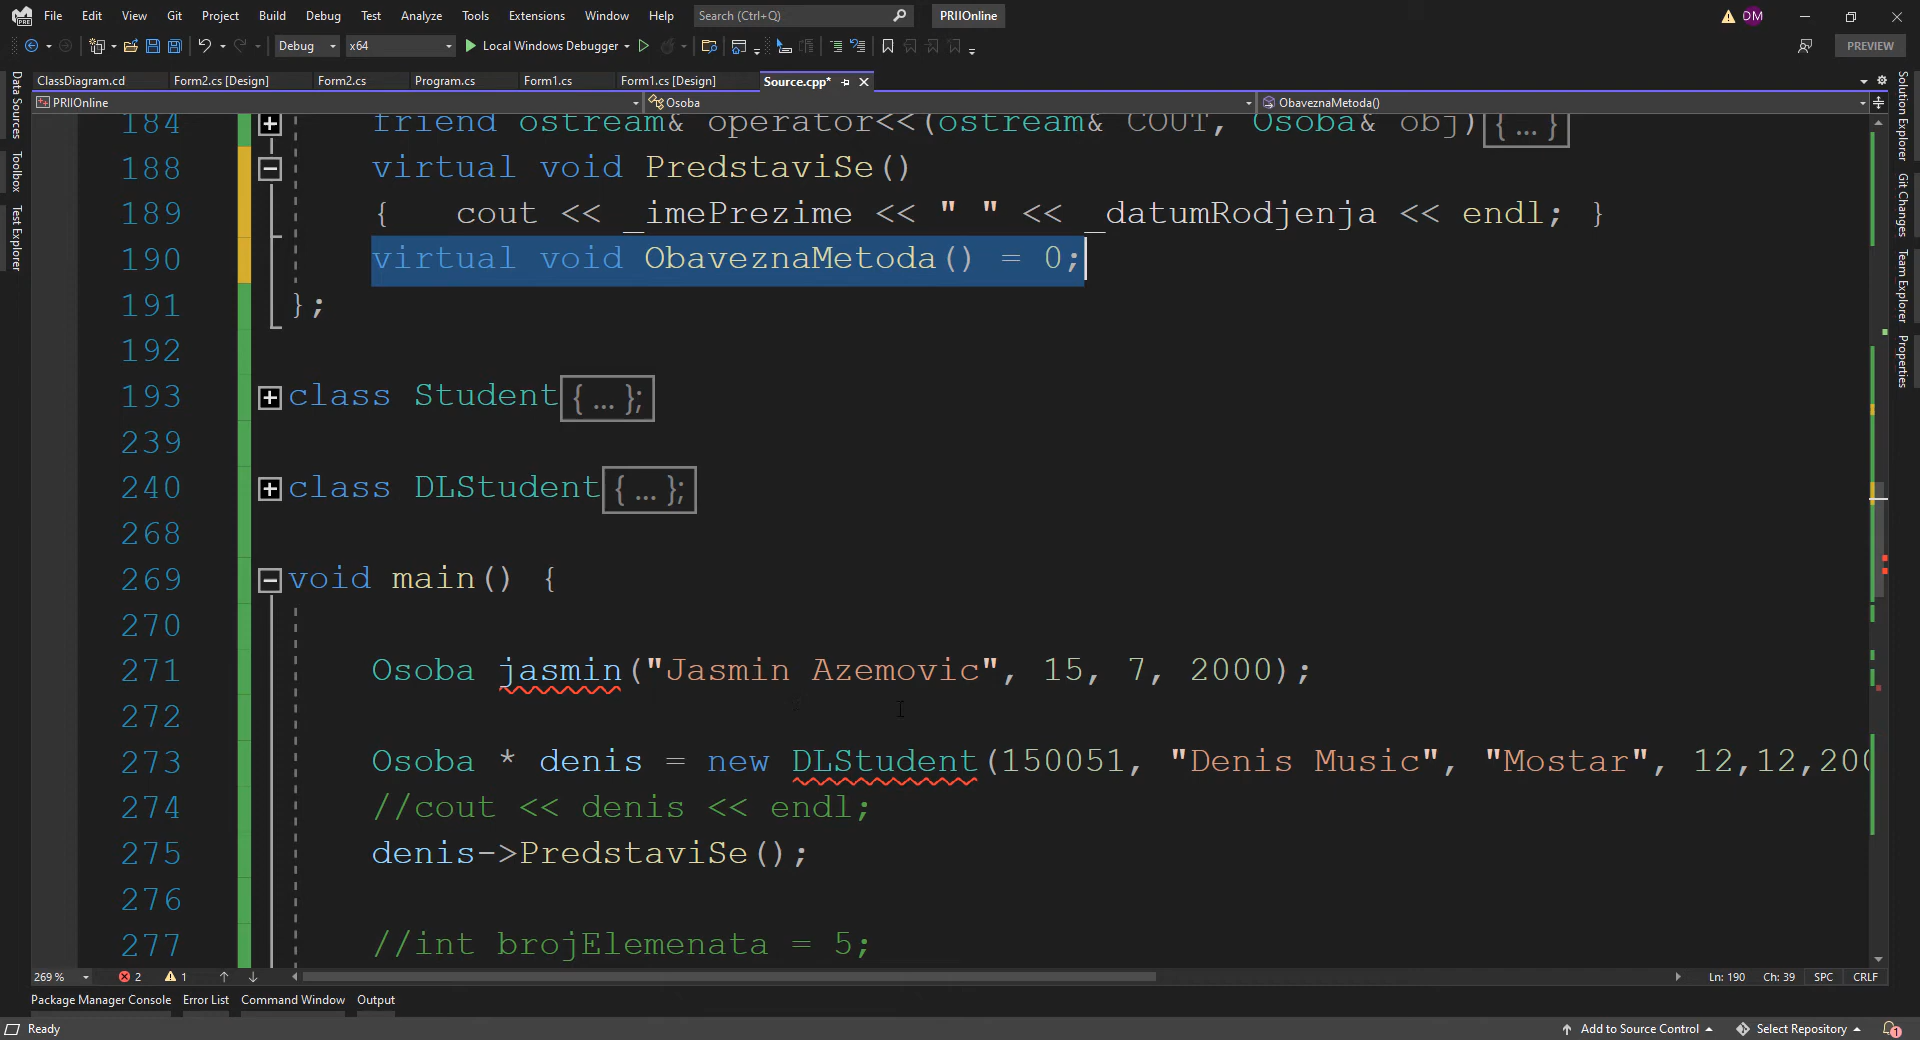 File Edit View Git Project Build Debug Test Analyze Tools Extensions Window Help Search (Ctrl+Q) PRIIOnline DM
Debug x64 Local Windows Debugger PREVIEW
ClassDiagram.cd Form2.cs [Design] Form2.cs Program.cs Form1.cs Form1.cs [Design] Source.cpp*
PRIIOnline Osoba ObaveznaMetoda()
184 friend ostream& operator<<(ostream& COUT, Osoba& obj){ ... }
188 virtual void PredstaviSe()
189 { cout << _imePrezime << " " << _datumRodjenja << endl; }
190 virtual void ObaveznaMetoda() = 0;
191 };
192
193 class Student{ ... };
239
240 class DLStudent{ ... };
268
269 void main() {
270
271 Osoba jasmin("Jasmin Azemovic", 15, 7, 2000);
272
273 Osoba * denis = new DLStudent(150051, "Denis Music", "Mostar", 12,12,200
274 //cout << denis << endl;
275 denis->PredstaviSe();
276
277 //int brojElemenata = 5;
269 % 2 1 Ln: 190 Ch: 39 SPC CRLF
Package Manager Console Error List Command Window Output
Ready Add to Source Control Select Repository 1
Data Sources
Toolbox
Test Explorer
Solution Explorer
Git Changes
Team Explorer
Properties